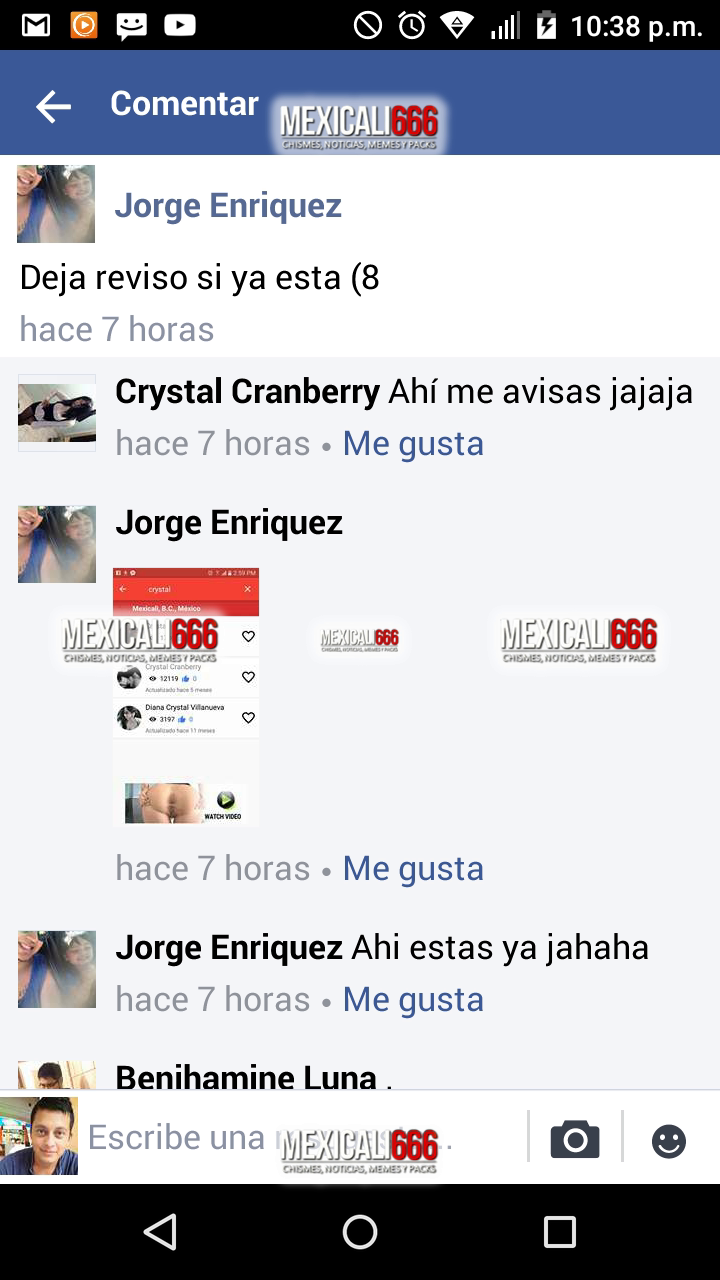 10:38 p.m.
Comentar
MEXICALI666
CHISMES, NOTICIAS, MEMES Y PACKS
Jorge Enriquez
Deja reviso si ya esta (8
hace 7 horas
Crystal Cranberry Ahí me avisas jajaja
hace 7 horas • Me gusta
Jorge Enriquez
2:59 PM
crystal
Mexicali, B.C., México
MEXICALI666
CHISMES, NOTICIAS, MEMES Y PACKS
MEXICALI666
CHISMES, NOTICIAS, MEMES Y PACKS
MEXICALI666
CHISMES, NOTICIAS, MEMES Y PACKS
Crystal Cranberry
12119 0
Actualizado hace 5 meses
Diana Crystal Villanueva
3197 0
Actualizado hace 11 meses
WATCH VIDEO
hace 7 horas • Me gusta
Jorge Enriquez Ahi estas ya jahaha
hace 7 horas • Me gusta
Benihamine Luna .
Escribe una
MEXICALI666
CHISMES, NOTICIAS, MEMES Y PACKS